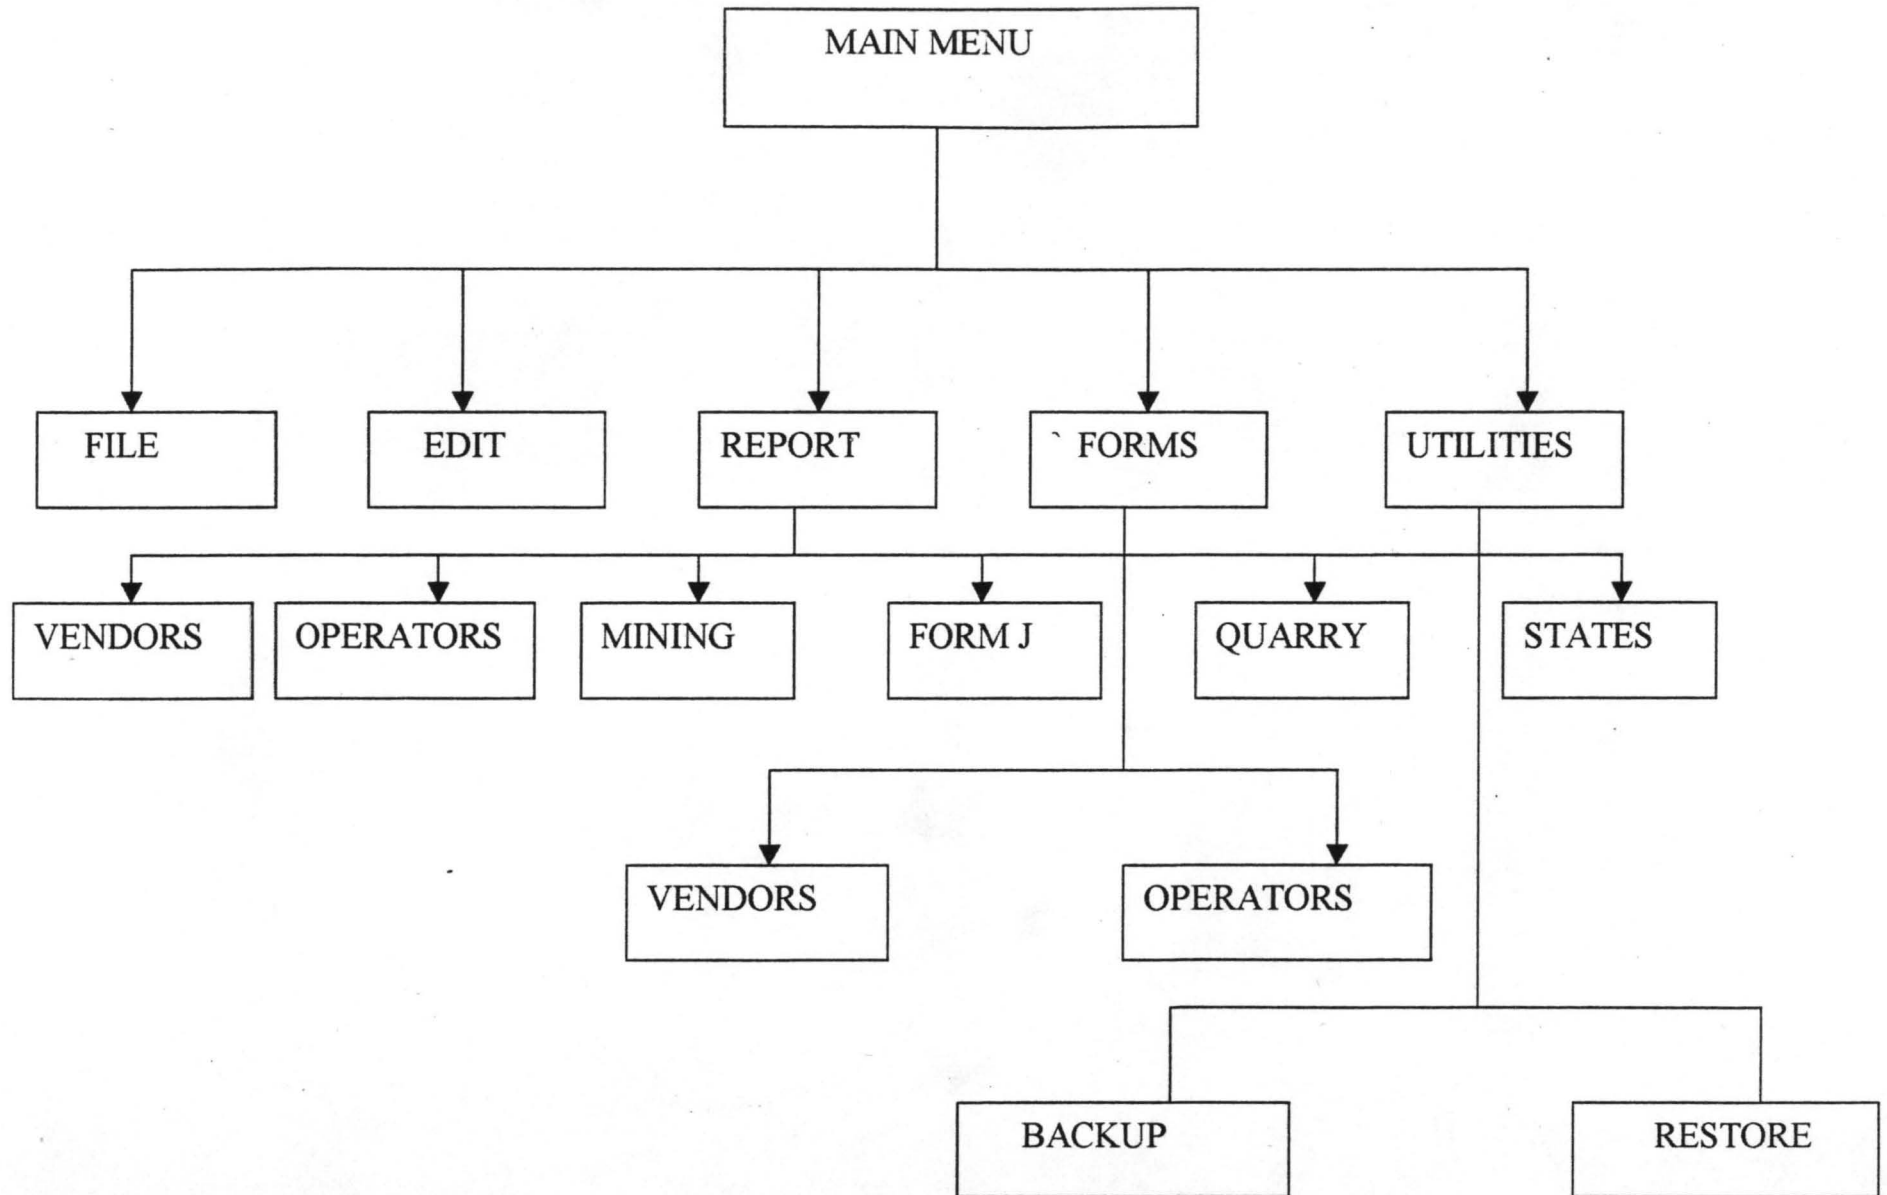 MAIN MENU
FILE
EDIT
REPORT
FORMS
UTILITIES
VENDORS
OPERATORS
MINING
FORM J
QUARRY
STATES
VENDORS
OPERATORS
BACKUP
RESTORE